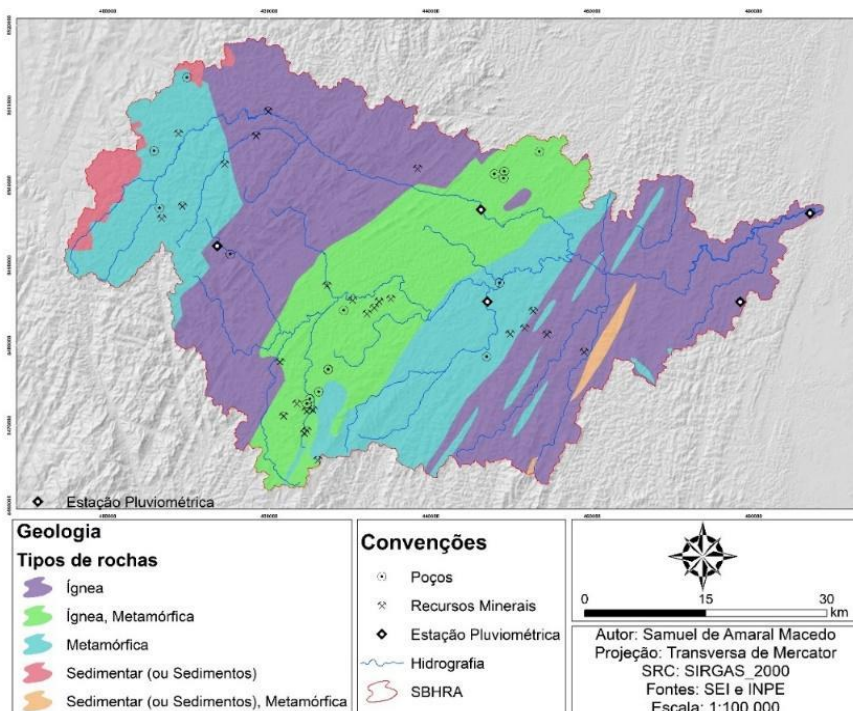 Estação Pluviométrica
Geologia
Tipos de rochas
Ígnea
Ígnea, Metamórfica
Metamórfica
Sedimentar (ou Sedimentos)
Sedimentar (ou Sedimentos), Metamórfica
Convenções
Poços
Recursos Minerais
Estação Pluviométrica
Hidrografia
SBHRA
0 15 30
km
Autor: Samuel de Amaral Macedo
Projeção: Transversa de Mercator
SRC: SIRGAS_2000
Fontes: SEI e INPE
Escala: 1:100.000